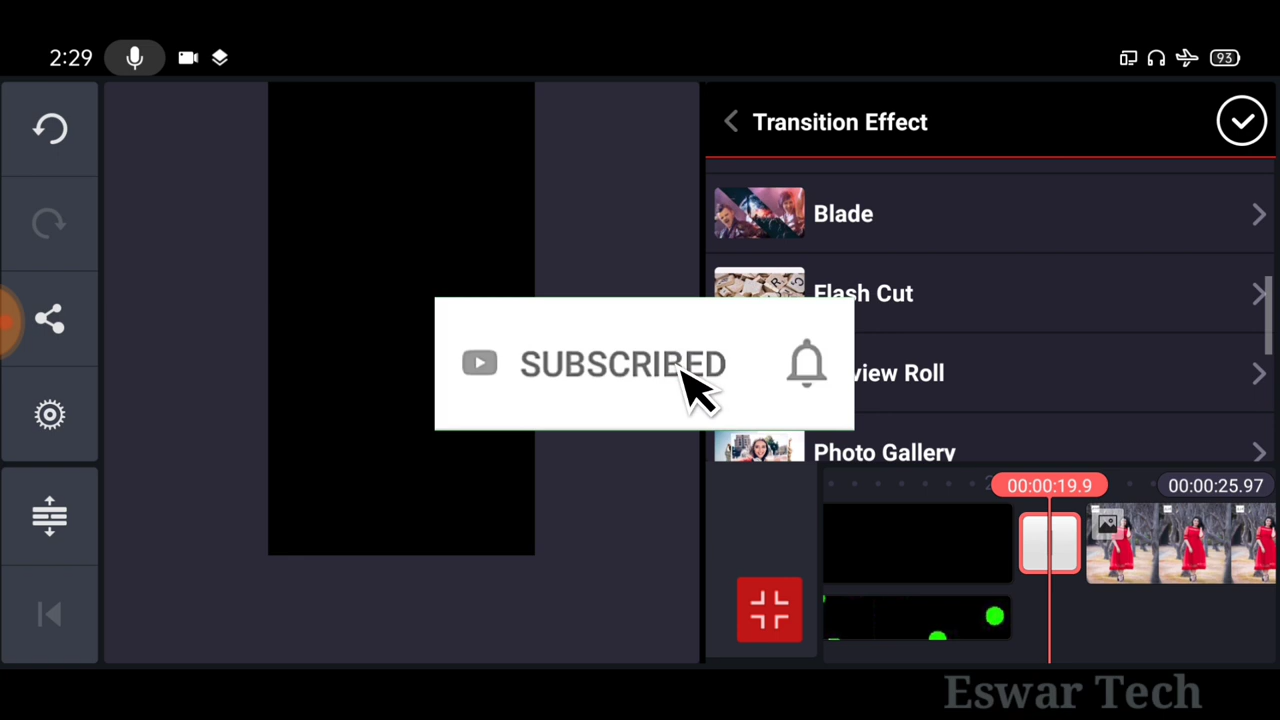 2:29
93
Transition Effect
Blade
Flash Cut
view Roll
Photo Gallery
SUBSCRIBED
00:00:19.9
00:00:25.97
Eswar Tech